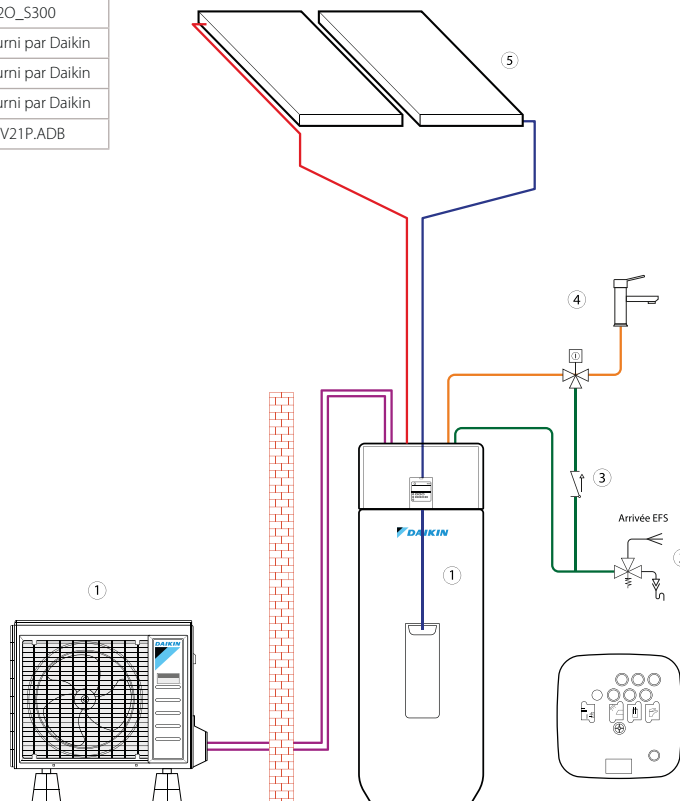 2O_S300
urni par Daikin
urni par Daikin
urni par Daikin
V21P.ADB
5
4
3
Arrivée EFS
DAIKIN
1
1
DAIKIN